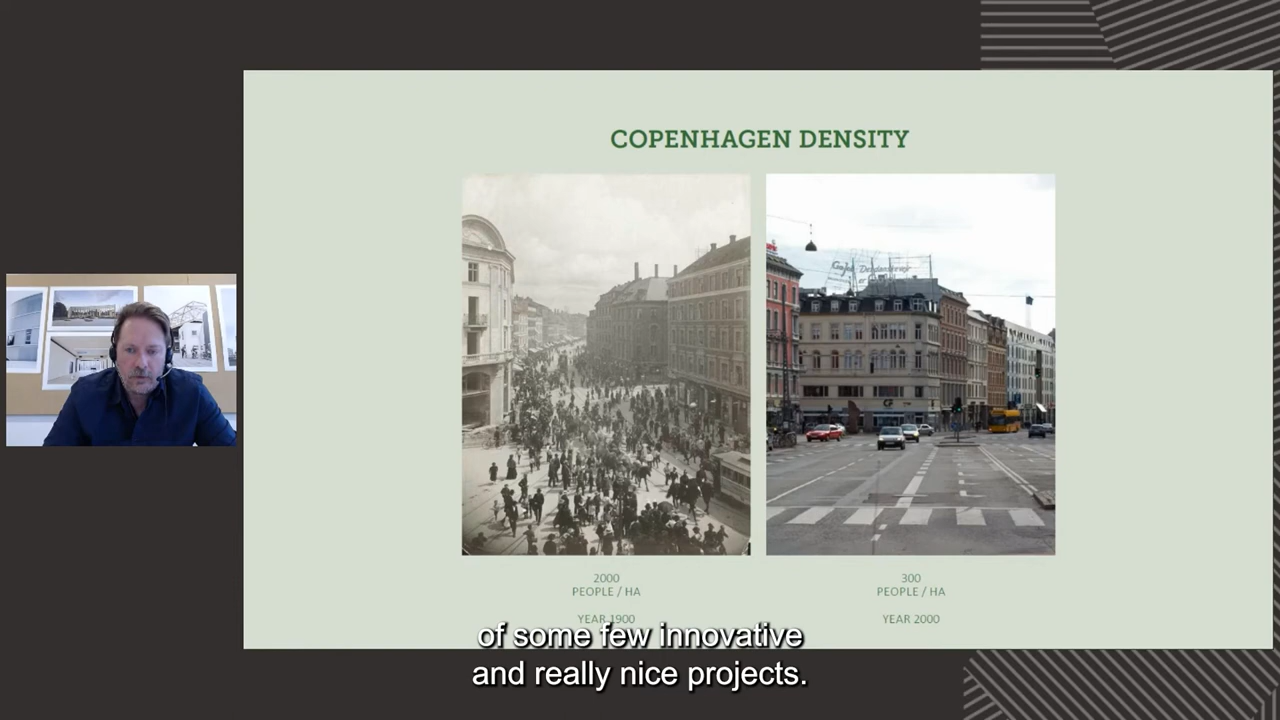 COPENHAGEN DENSITY
2000
PEOPLE / HA
YEAR 1900
300
PEOPLE / HA
YEAR 2000
of some few innovative
and really nice projects.